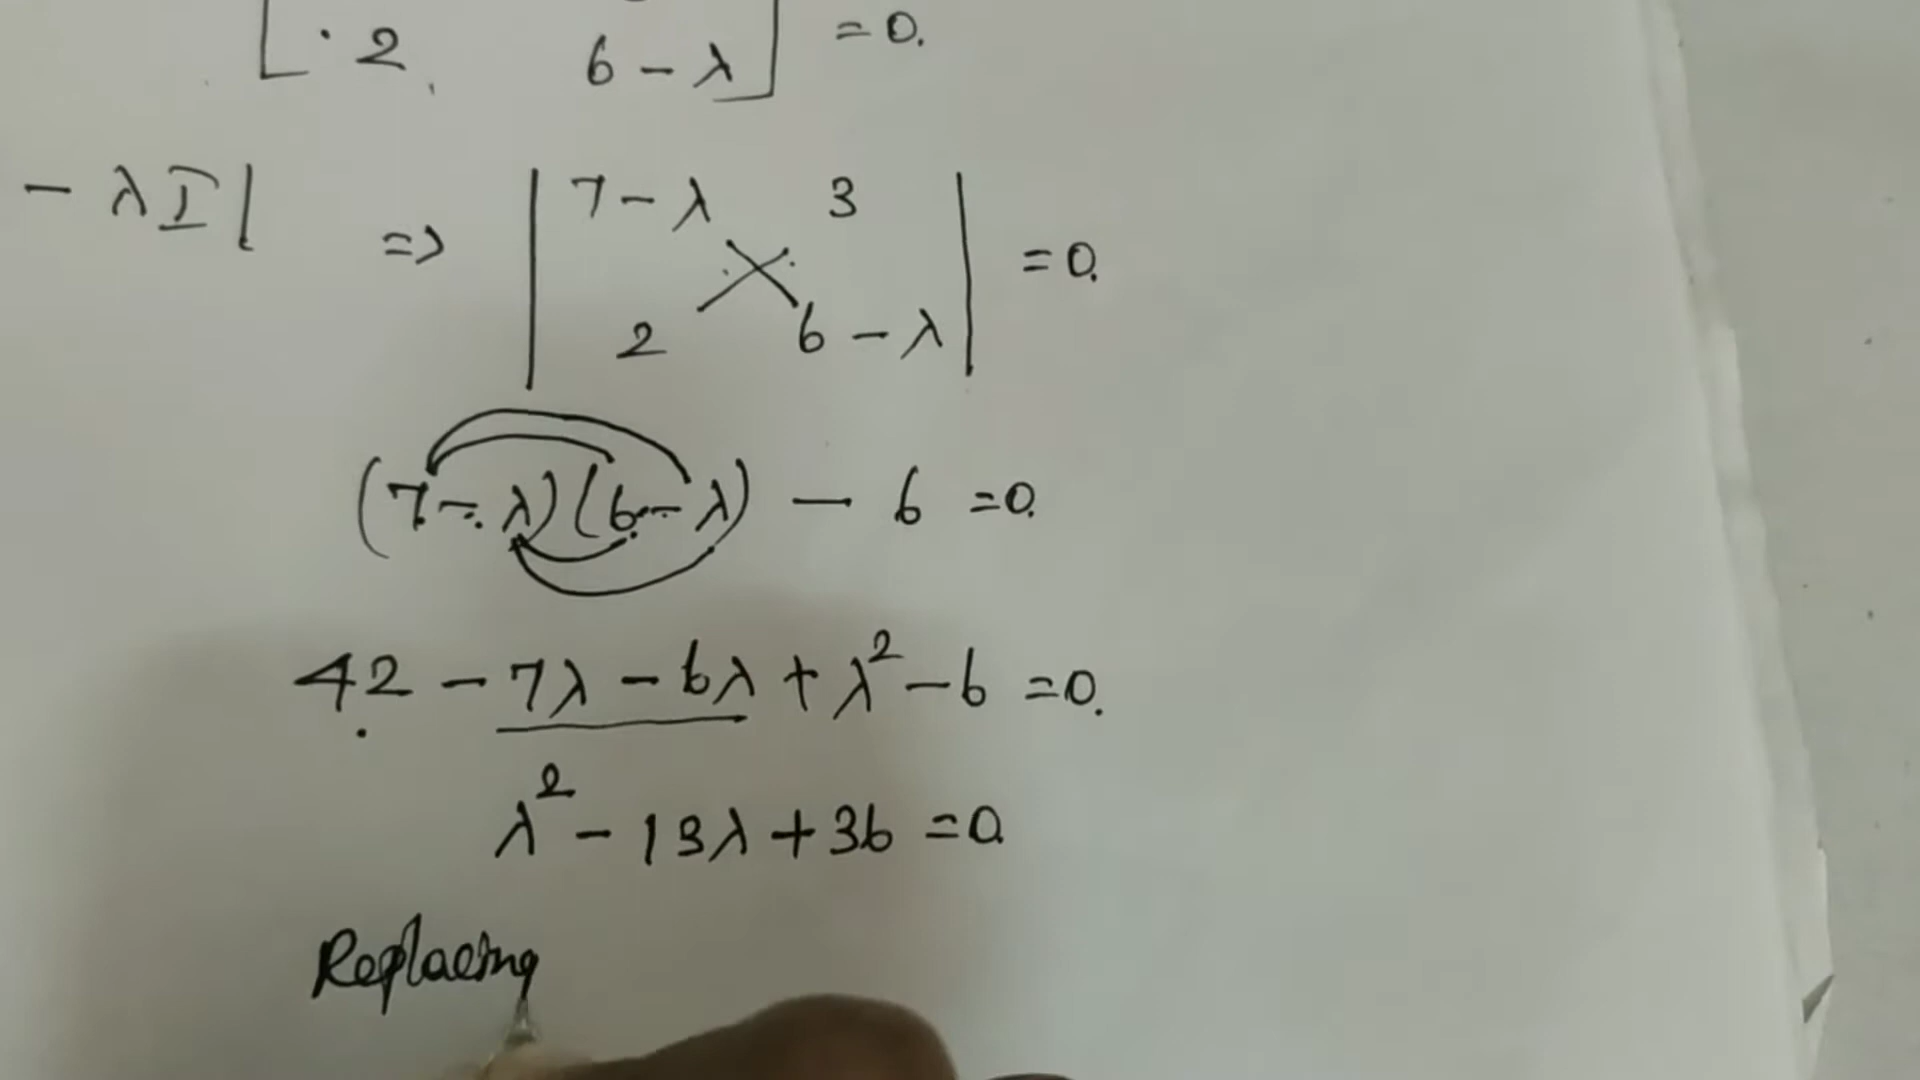 [ 2 6 - λ ] = 0.
- λI | => | 7 - λ 3 | = 0.
2 6 - λ
(7 - λ)(6 - λ) - 6 = 0.
42 - 7λ - 6λ + λ² - 6 = 0.
λ² - 13λ + 36 = 0
Replacing